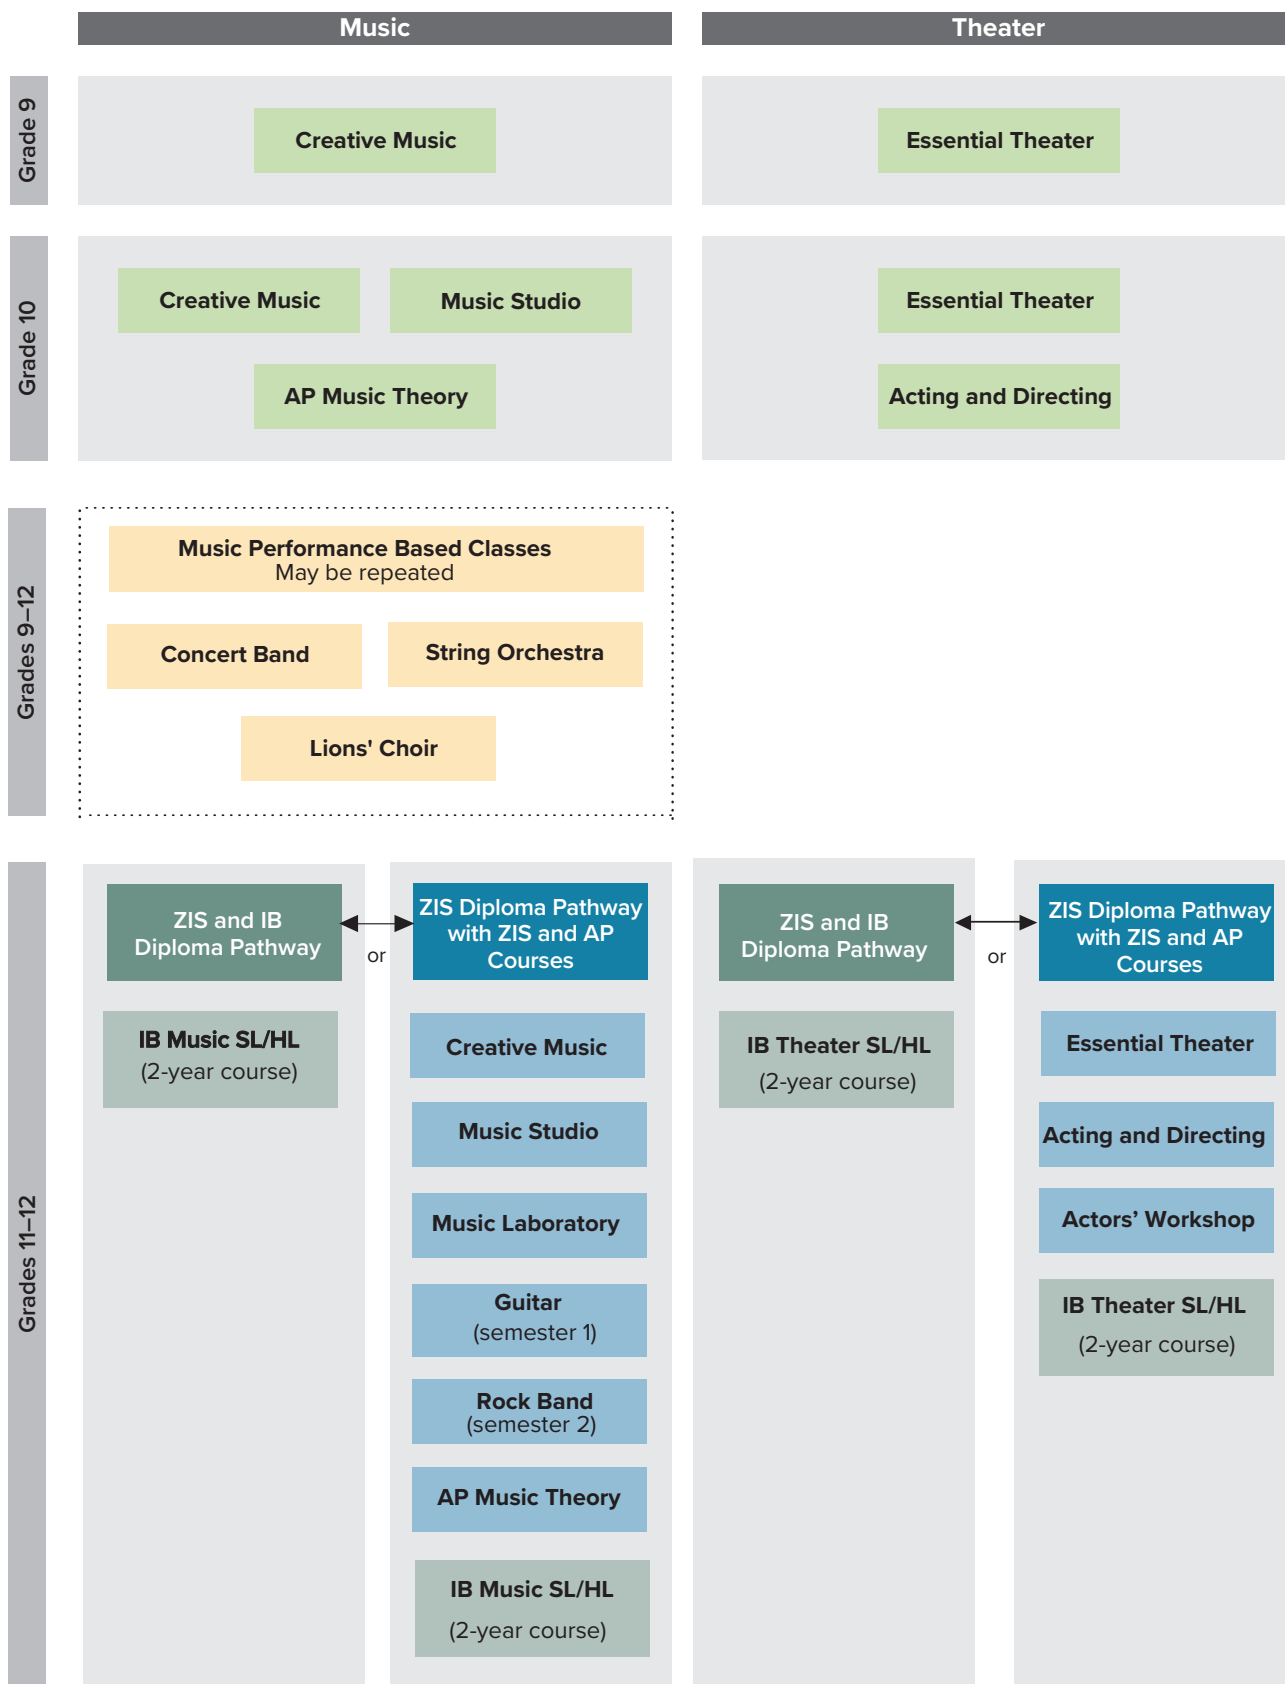 Music
Theater
Grade 9
Creative Music
Essential Theater
Grade 10
Creative Music
Music Studio
AP Music Theory
Essential Theater
Acting and Directing
Grades 9–12
Music Performance Based Classes
May be repeated
Concert Band
String Orchestra
Lions' Choir
Grades 11–12
ZIS and IB
Diploma Pathway
or
ZIS Diploma Pathway
with ZIS and AP
Courses
IB Music SL/HL
(2-year course)
Creative Music
Music Studio
Music Laboratory
Guitar
(semester 1)
Rock Band
(semester 2)
AP Music Theory
IB Music SL/HL
(2-year course)
ZIS and IB
Diploma Pathway
or
ZIS Diploma Pathway
with ZIS and AP
Courses
IB Theater SL/HL
(2-year course)
Essential Theater
Acting and Directing
Actors’ Workshop
IB Theater SL/HL
(2-year course)